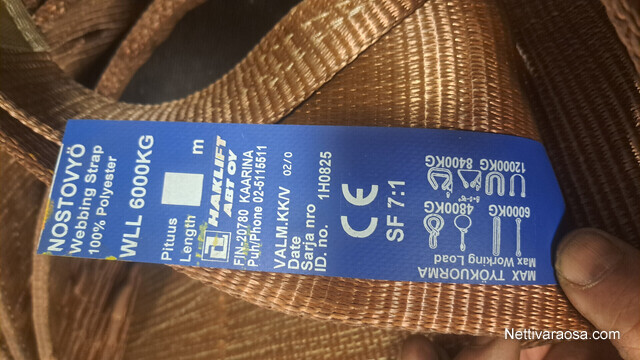 NOSTOVYÖ
Webbing Strap
100% Polyester
WLL 6000KG
Pituus
Length
m
HAKLIFT
ABT OY
FIN-20780 KAARINA
Puh/Phone 02-5115511
VALM.KK/V 02/0
Date
Sarja nro
ID. no. 1H0825
CE
SF 7:1
MAX TYÖKUORMA
Max Working Load
6000KG 4800KG
12000KG 8400KG
Nettivaraosa.com